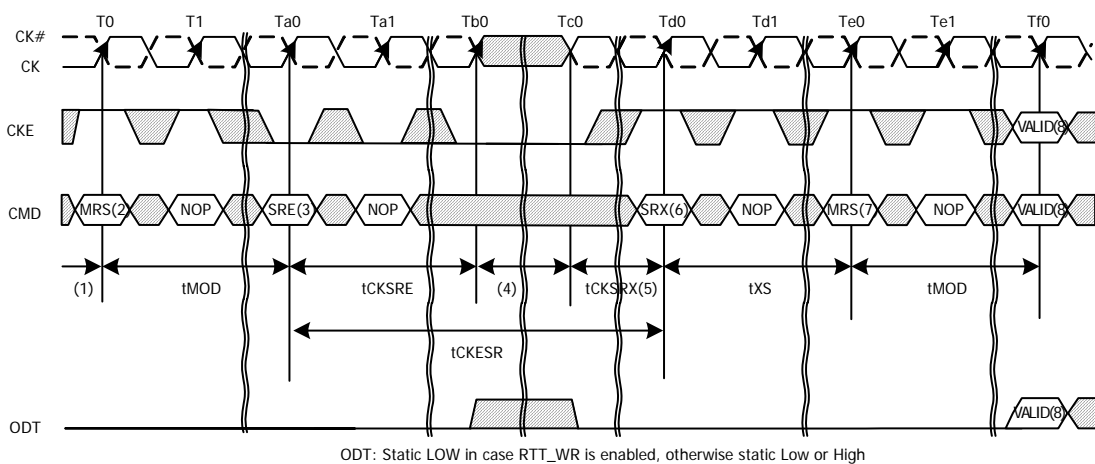 T0 T1 Ta0 Ta1 Tb0 Tc0 Td0 Td1 Te0 Te1 Tf0
CK#
CK
CKE
VALID(8)
CMD
MRS(2) NOP SRE(3) NOP SRX(6) NOP MRS(7) NOP VALID(8)
(1) tMOD tCKSRE (4) tCKSRX(5) tXS tMOD
tCKESR
ODT
VALID(8)
ODT: Static LOW in case RTT_WR is enabled, otherwise static Low or High